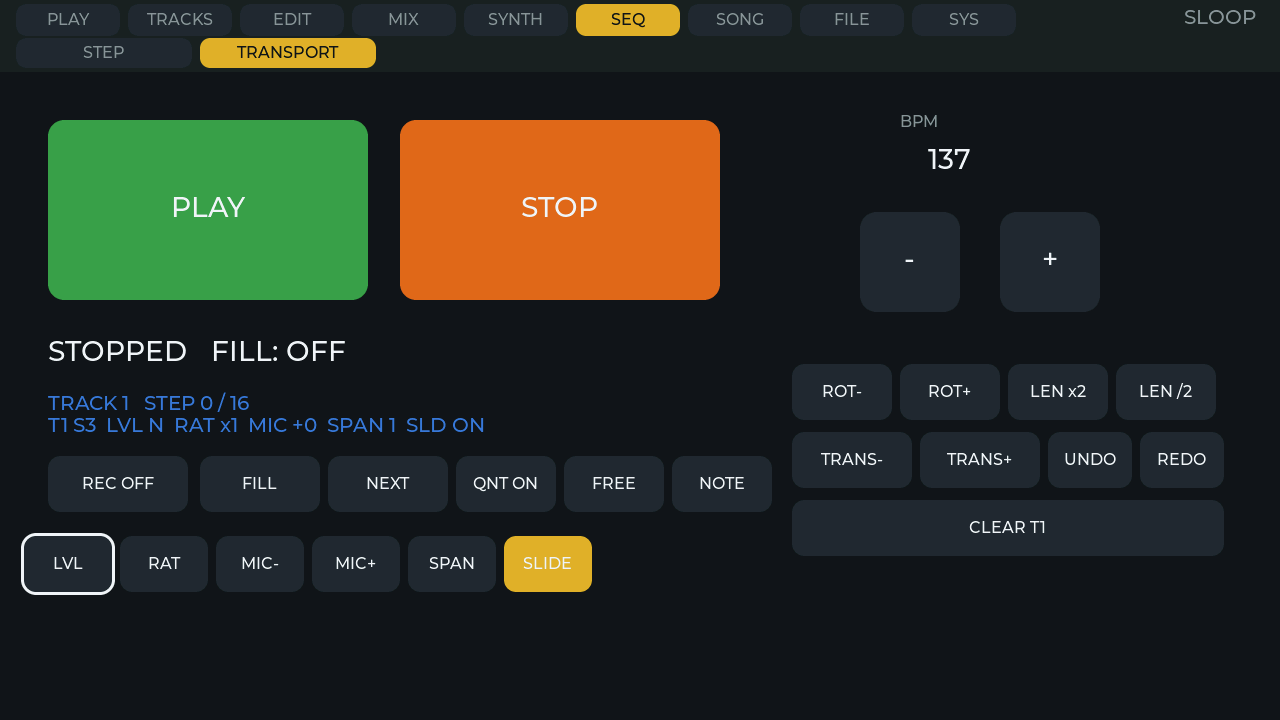 PLAY TRACKS EDIT MIX SYNTH SEQ SONG FILE SYS SLOOP
STEP TRANSPORT
BPM
137
PLAY STOP
- +
STOPPED FILL: OFF
TRACK 1 STEP 0 / 16
T1 S3 LVL N RAT x1 MIC +0 SPAN 1 SLD ON
REC OFF FILL NEXT QNT ON FREE NOTE
LVL RAT MIC- MIC+ SPAN SLIDE
ROT- ROT+ LEN x2 LEN /2
TRANS- TRANS+ UNDO REDO
CLEAR T1